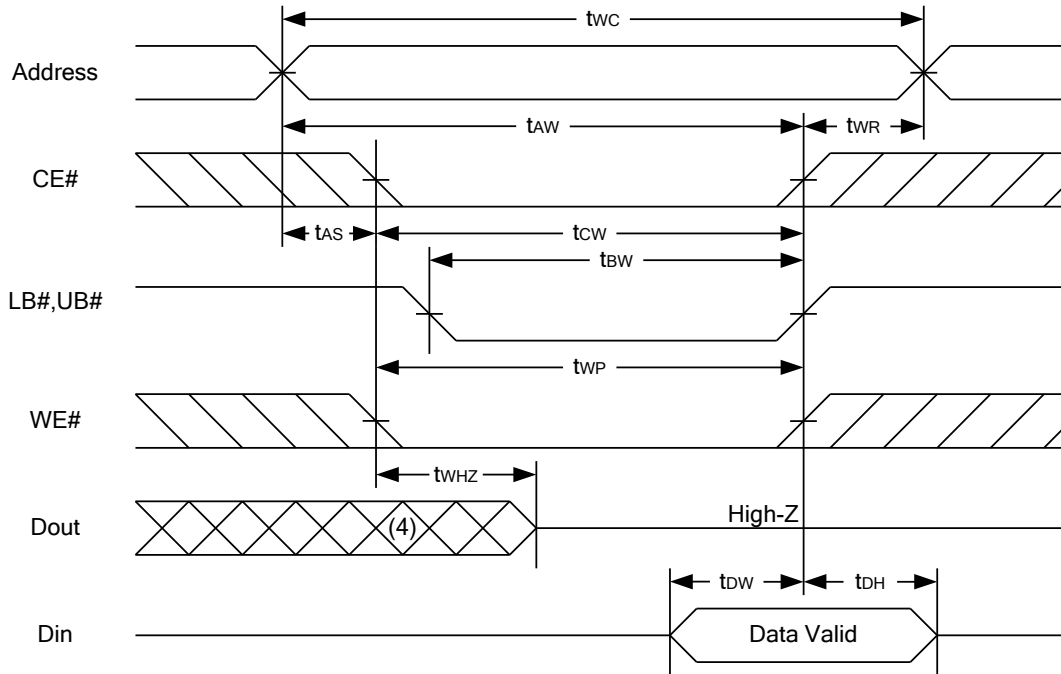 tWC
Address
tAW
tWR
CE#
tAS
tCW
tBW
LB#,UB#
tWP
WE#
tWHZ
Dout
(4)
High-Z
tDW
tDH
Din
Data Valid